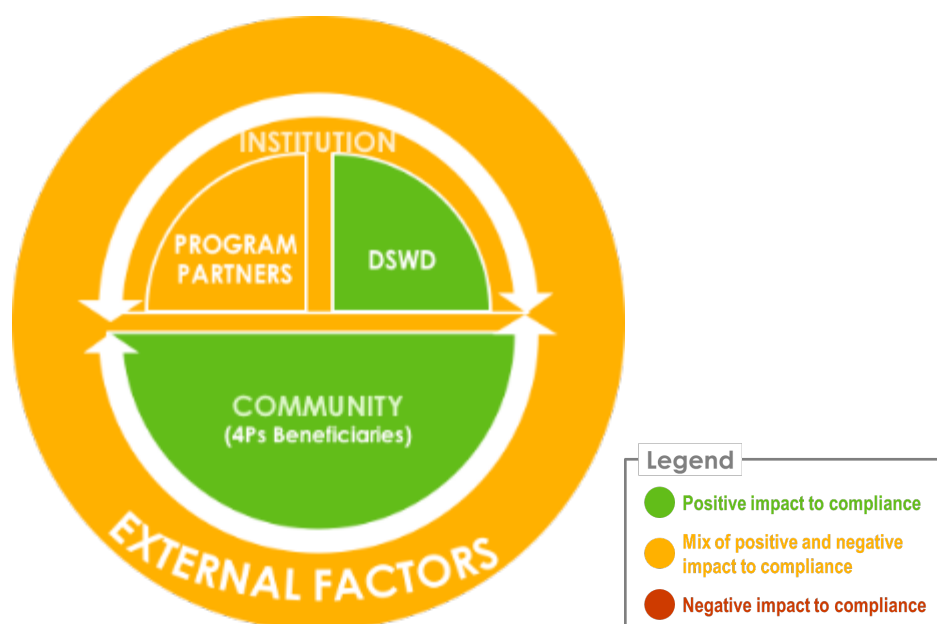 INSTITUTION
PROGRAM
PARTNERS
DSWD
COMMUNITY
(4Ps Beneficiaries)
EXTERNAL FACTORS
Legend
Positive impact to compliance
Mix of positive and negative
impact to compliance
Negative impact to compliance